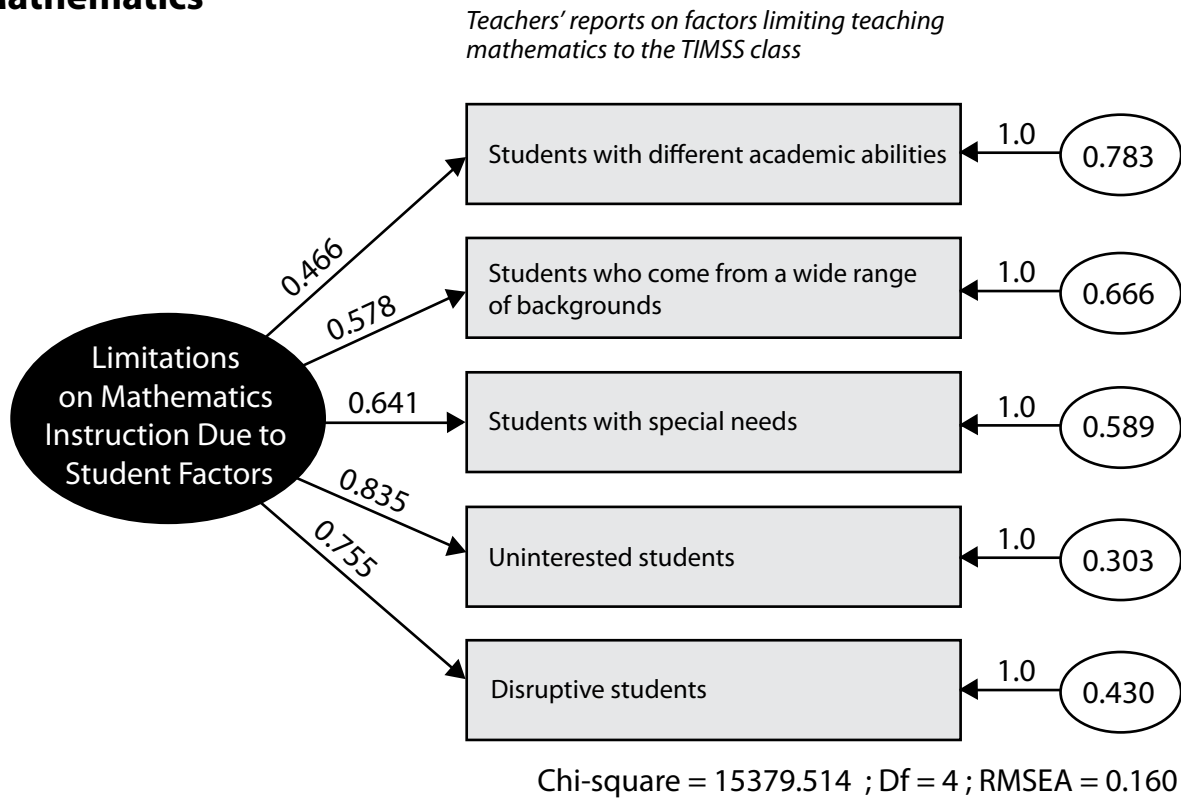 Teachers' reports on factors limiting teaching
mathematics to the TIMSS class
Students with different academic abilities
1.0
0.783
0.466
Students who come from a wide range
of backgrounds
1.0
0.666
0.578
Limitations
on Mathematics
Instruction Due to
Student Factors
0.641
Students with special needs
1.0
0.589
0.835
Uninterested students
1.0
0.303
0.755
Disruptive students
1.0
0.430
Chi-square = 15379.514 ; Df = 4 ; RMSEA = 0.160